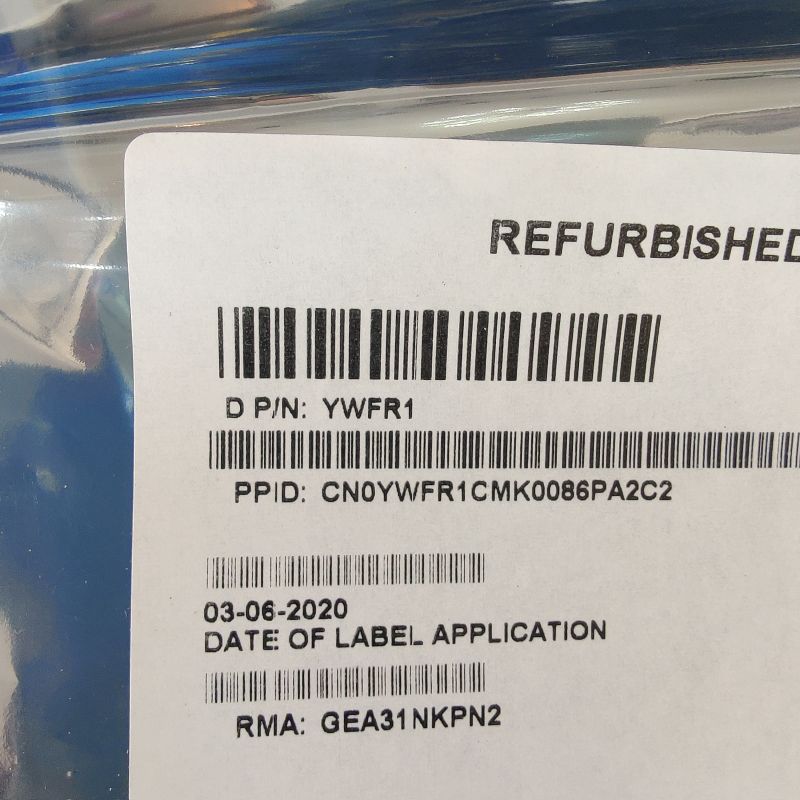 REFURBISHED
D P/N: YWFR1
PPID: CN0YWFR1CMK0086PA2C2
03-06-2020
DATE OF LABEL APPLICATION
RMA: GEA31NKPN2